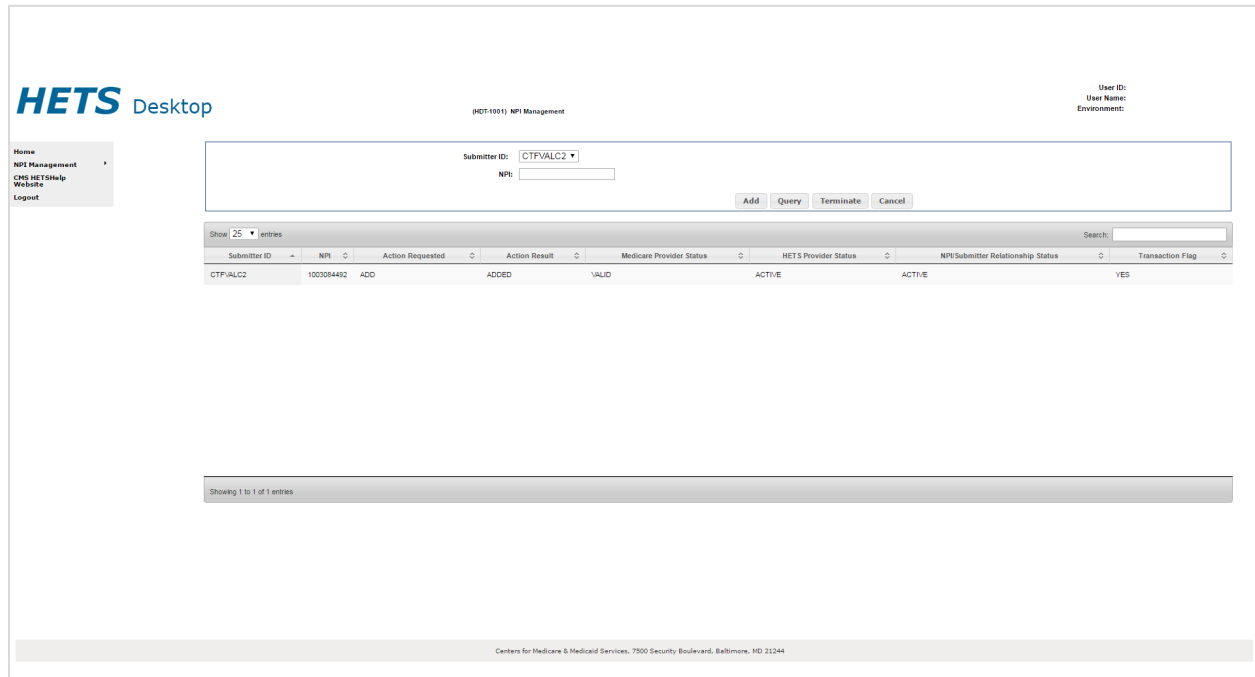 HETS Desktop
(HDT-1001) NPI Management
User ID:
User Name:
Environment:
Home
NPI Management
CMS HETSHelp
Website
Logout
Submitter ID: CTFVALC2
NPI:
Add Query Terminate Cancel
Show 25 entries Search:
Submitter ID NPI Action Requested Action Result Medicare Provider Status HETS Provider Status NPI/Submitter Relationship Status Transaction Flag
CTFVALC2 1003084492 ADD ADDED VALID ACTIVE ACTIVE YES
Showing 1 to 1 of 1 entries
Centers for Medicare & Medicaid Services, 7500 Security Boulevard, Baltimore, MD 21244